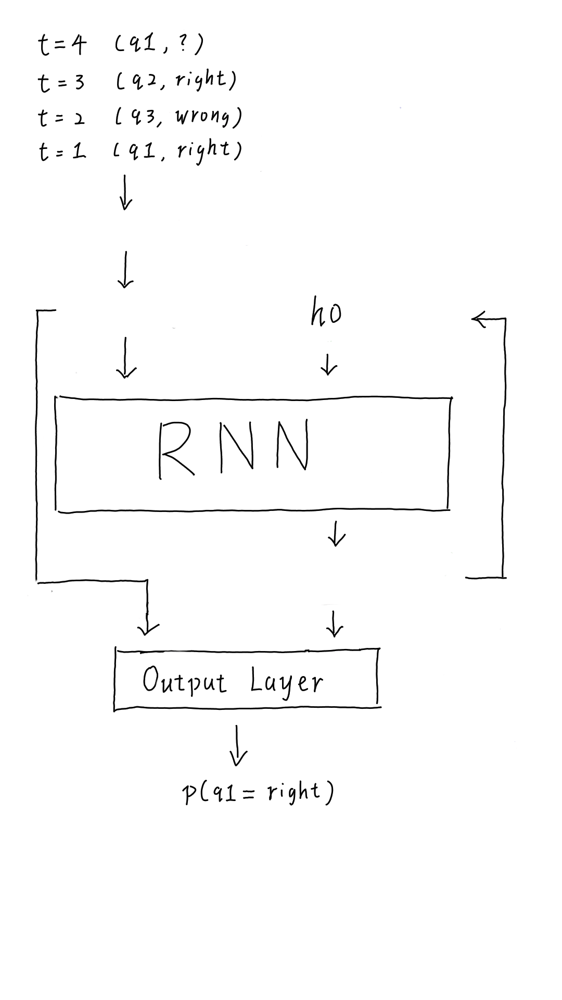 t=4 (q1, ?)
t=3 (q2, right)
t=2 (q3, wrong)
t=1 (q1, right)
h0
RNN
Output Layer
p(q1= right)